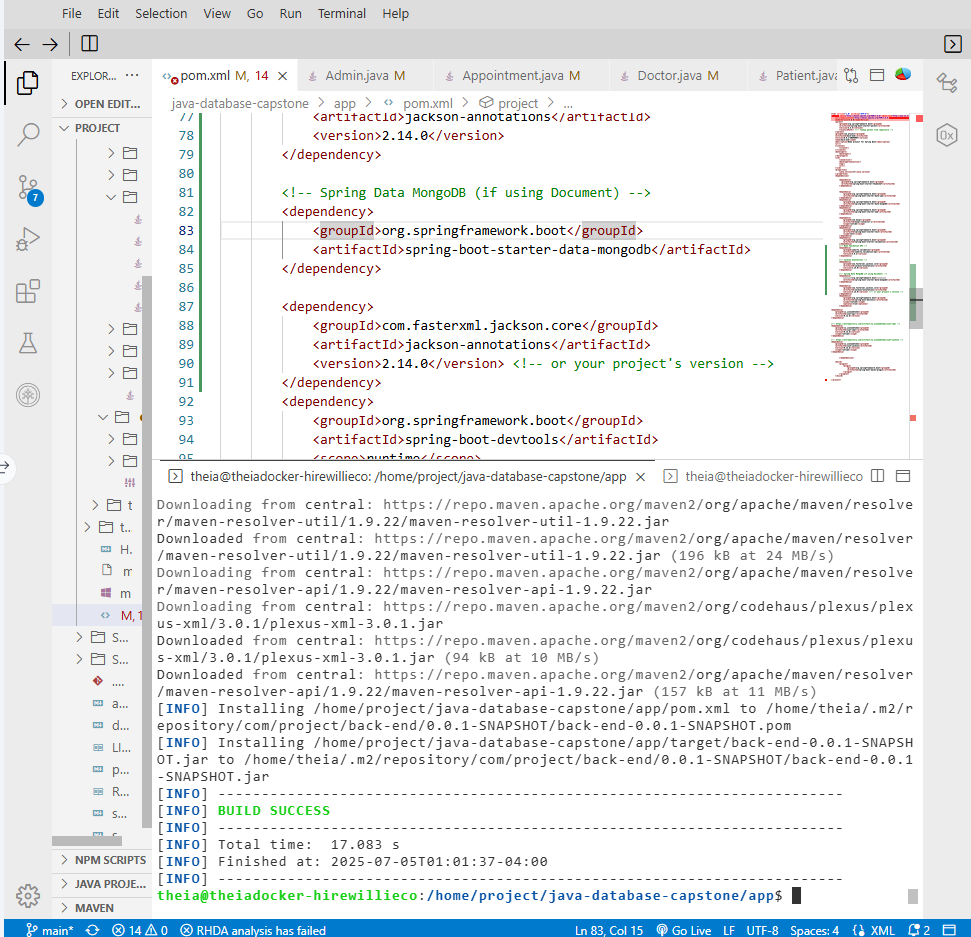 File Edit Selection View Go Run Terminal Help
EXPLOR... ···
pom.xml M, 14 × Admin.java M Appointment.java M Doctor.java M Patient.java
OPEN EDIT...
PROJECT
java-database-capstone > app > pom.xml > project > ...
77 <artifactId>jackson-annotations</artifactId>
78 <version>2.14.0</version>
79 </dependency>
80
81 <!-- Spring Data MongoDB (if using Document) -->
82 <dependency>
83 <groupId>org.springframework.boot</groupId>
84 <artifactId>spring-boot-starter-data-mongodb</artifactId>
85 </dependency>
86
87 <dependency>
88 <groupId>com.fasterxml.jackson.core</groupId>
89 <artifactId>jackson-annotations</artifactId>
90 <version>2.14.0</version> <!-- or your project's version -->
91 </dependency>
92 <dependency>
93 <groupId>org.springframework.boot</groupId>
94 <artifactId>spring-boot-devtools</artifactId>
95 <scope>runtime</scope>
7
0x
t
t...
H.
m
m
M, 1
S...
S...
....
a...
d...
LI...
p...
R...
s...
NPM SCRIPTS
JAVA PROJE...
MAVEN
theia@theiadocker-hirewillieco: /home/project/java-database-capstone/app × theia@theiadocker-hirewillieco
Downloading from central: https://repo.maven.apache.org/maven2/org/apache/maven/resolve
r/maven-resolver-util/1.9.22/maven-resolver-util-1.9.22.jar
Downloaded from central: https://repo.maven.apache.org/maven2/org/apache/maven/resolver
/maven-resolver-util/1.9.22/maven-resolver-util-1.9.22.jar (196 kB at 24 MB/s)
Downloading from central: https://repo.maven.apache.org/maven2/org/apache/maven/resolve
r/maven-resolver-api/1.9.22/maven-resolver-api-1.9.22.jar
Downloading from central: https://repo.maven.apache.org/maven2/org/codehaus/plexus/plex
us-xml/3.0.1/plexus-xml-3.0.1.jar
Downloaded from central: https://repo.maven.apache.org/maven2/org/codehaus/plexus/plexu
s-xml/3.0.1/plexus-xml-3.0.1.jar (94 kB at 10 MB/s)
Downloaded from central: https://repo.maven.apache.org/maven2/org/apache/maven/resolver
/maven-resolver-api/1.9.22/maven-resolver-api-1.9.22.jar (157 kB at 11 MB/s)
[INFO] Installing /home/project/java-database-capstone/app/pom.xml to /home/theia/.m2/r
epository/com/project/back-end/0.0.1-SNAPSHOT/back-end-0.0.1-SNAPSHOT.pom
[INFO] Installing /home/project/java-database-capstone/app/target/back-end-0.0.1-SNAPSH
OT.jar to /home/theia/.m2/repository/com/project/back-end/0.0.1-SNAPSHOT/back-end-0.0.1
-SNAPSHOT.jar
[INFO] ------------------------------------------------------------------------
[INFO] BUILD SUCCESS
[INFO] ------------------------------------------------------------------------
[INFO] Total time:  17.083 s
[INFO] Finished at: 2025-07-05T01:01:37-04:00
[INFO] ------------------------------------------------------------------------
theia@theiadocker-hirewillieco:/home/project/java-database-capstone/app$
main* 14 0 RHDA analysis has failed Ln 83, Col 15 Go Live LF UTF-8 Spaces: 4 XML 2